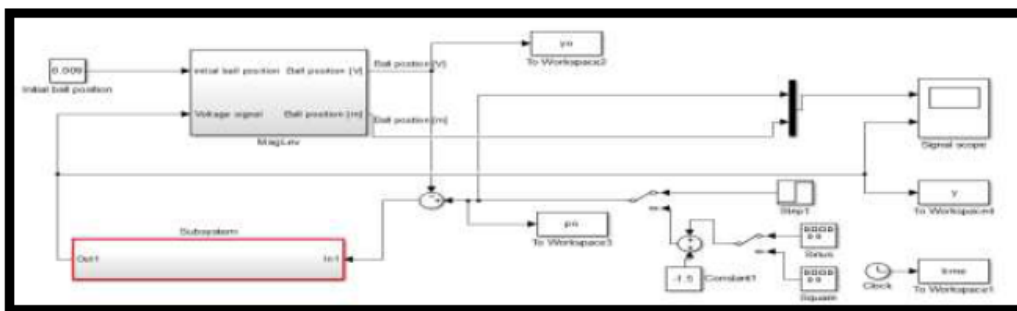 yo
To Workspace2
0.009
Initial ball position
initial ball position
Ball position [V]
Ball position [V]
Voltage signal
Ball position [m]
Ball position [m]
MagLev
Signal scope
y
To Workspace4
Step1
po
To Workspace3
Subsystem
Out1
In1
Sinus
-1.5
Constant1
Square
Clock
time
To Workspace1